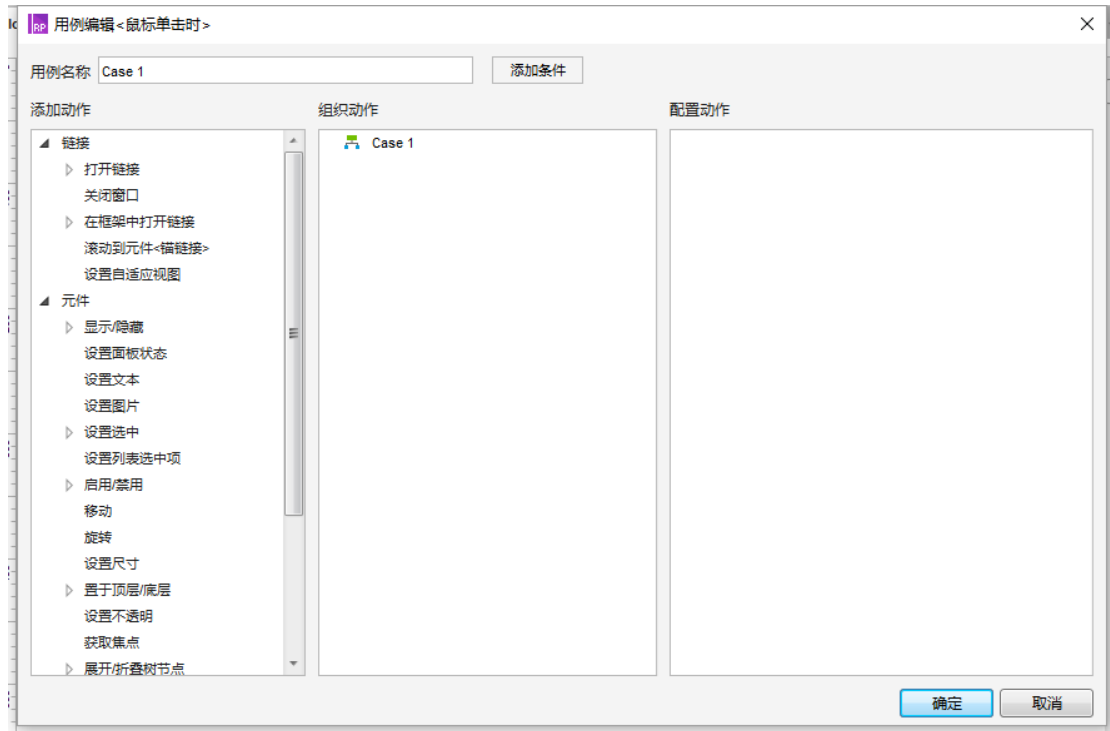 RP 用例编辑<鼠标单击时>
用例名称 Case 1 添加条件
添加动作 组织动作 配置动作
链接
打开链接
关闭窗口
在框架中打开链接
滚动到元件<锚链接>
设置自适应视图
元件
显示/隐藏
设置面板状态
设置文本
设置图片
设置选中
设置列表选中项
启用/禁用
移动
旋转
设置尺寸
置于顶层/底层
设置不透明
获取焦点
展开/折叠树节点
Case 1
确定 取消